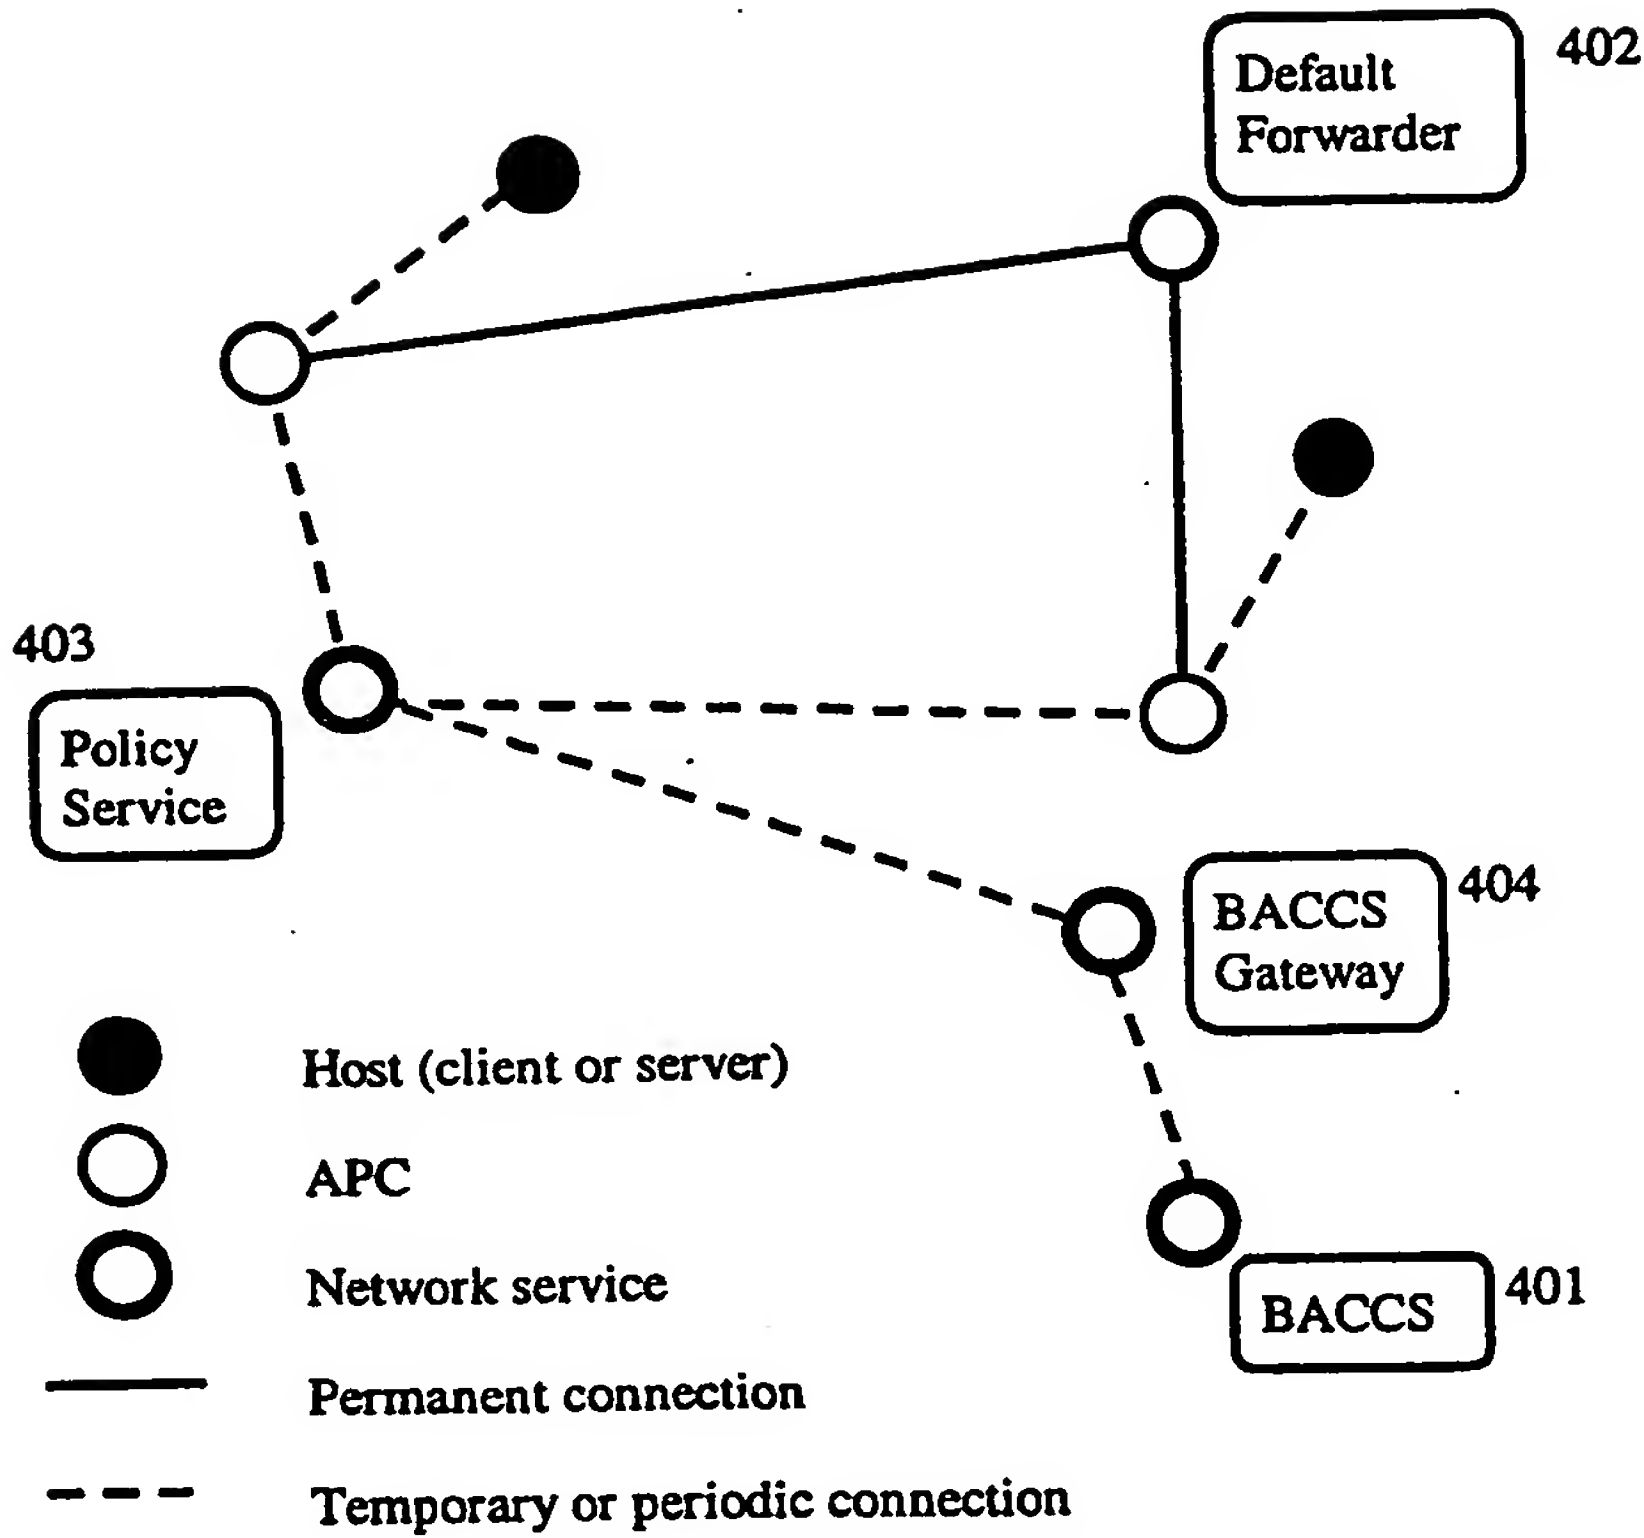 402
Default
Forwarder
403
Policy
Service
404
BACCS
Gateway
401
BACCS
Host (client or server)
APC
Network service
Permanent connection
Temporary or periodic connection